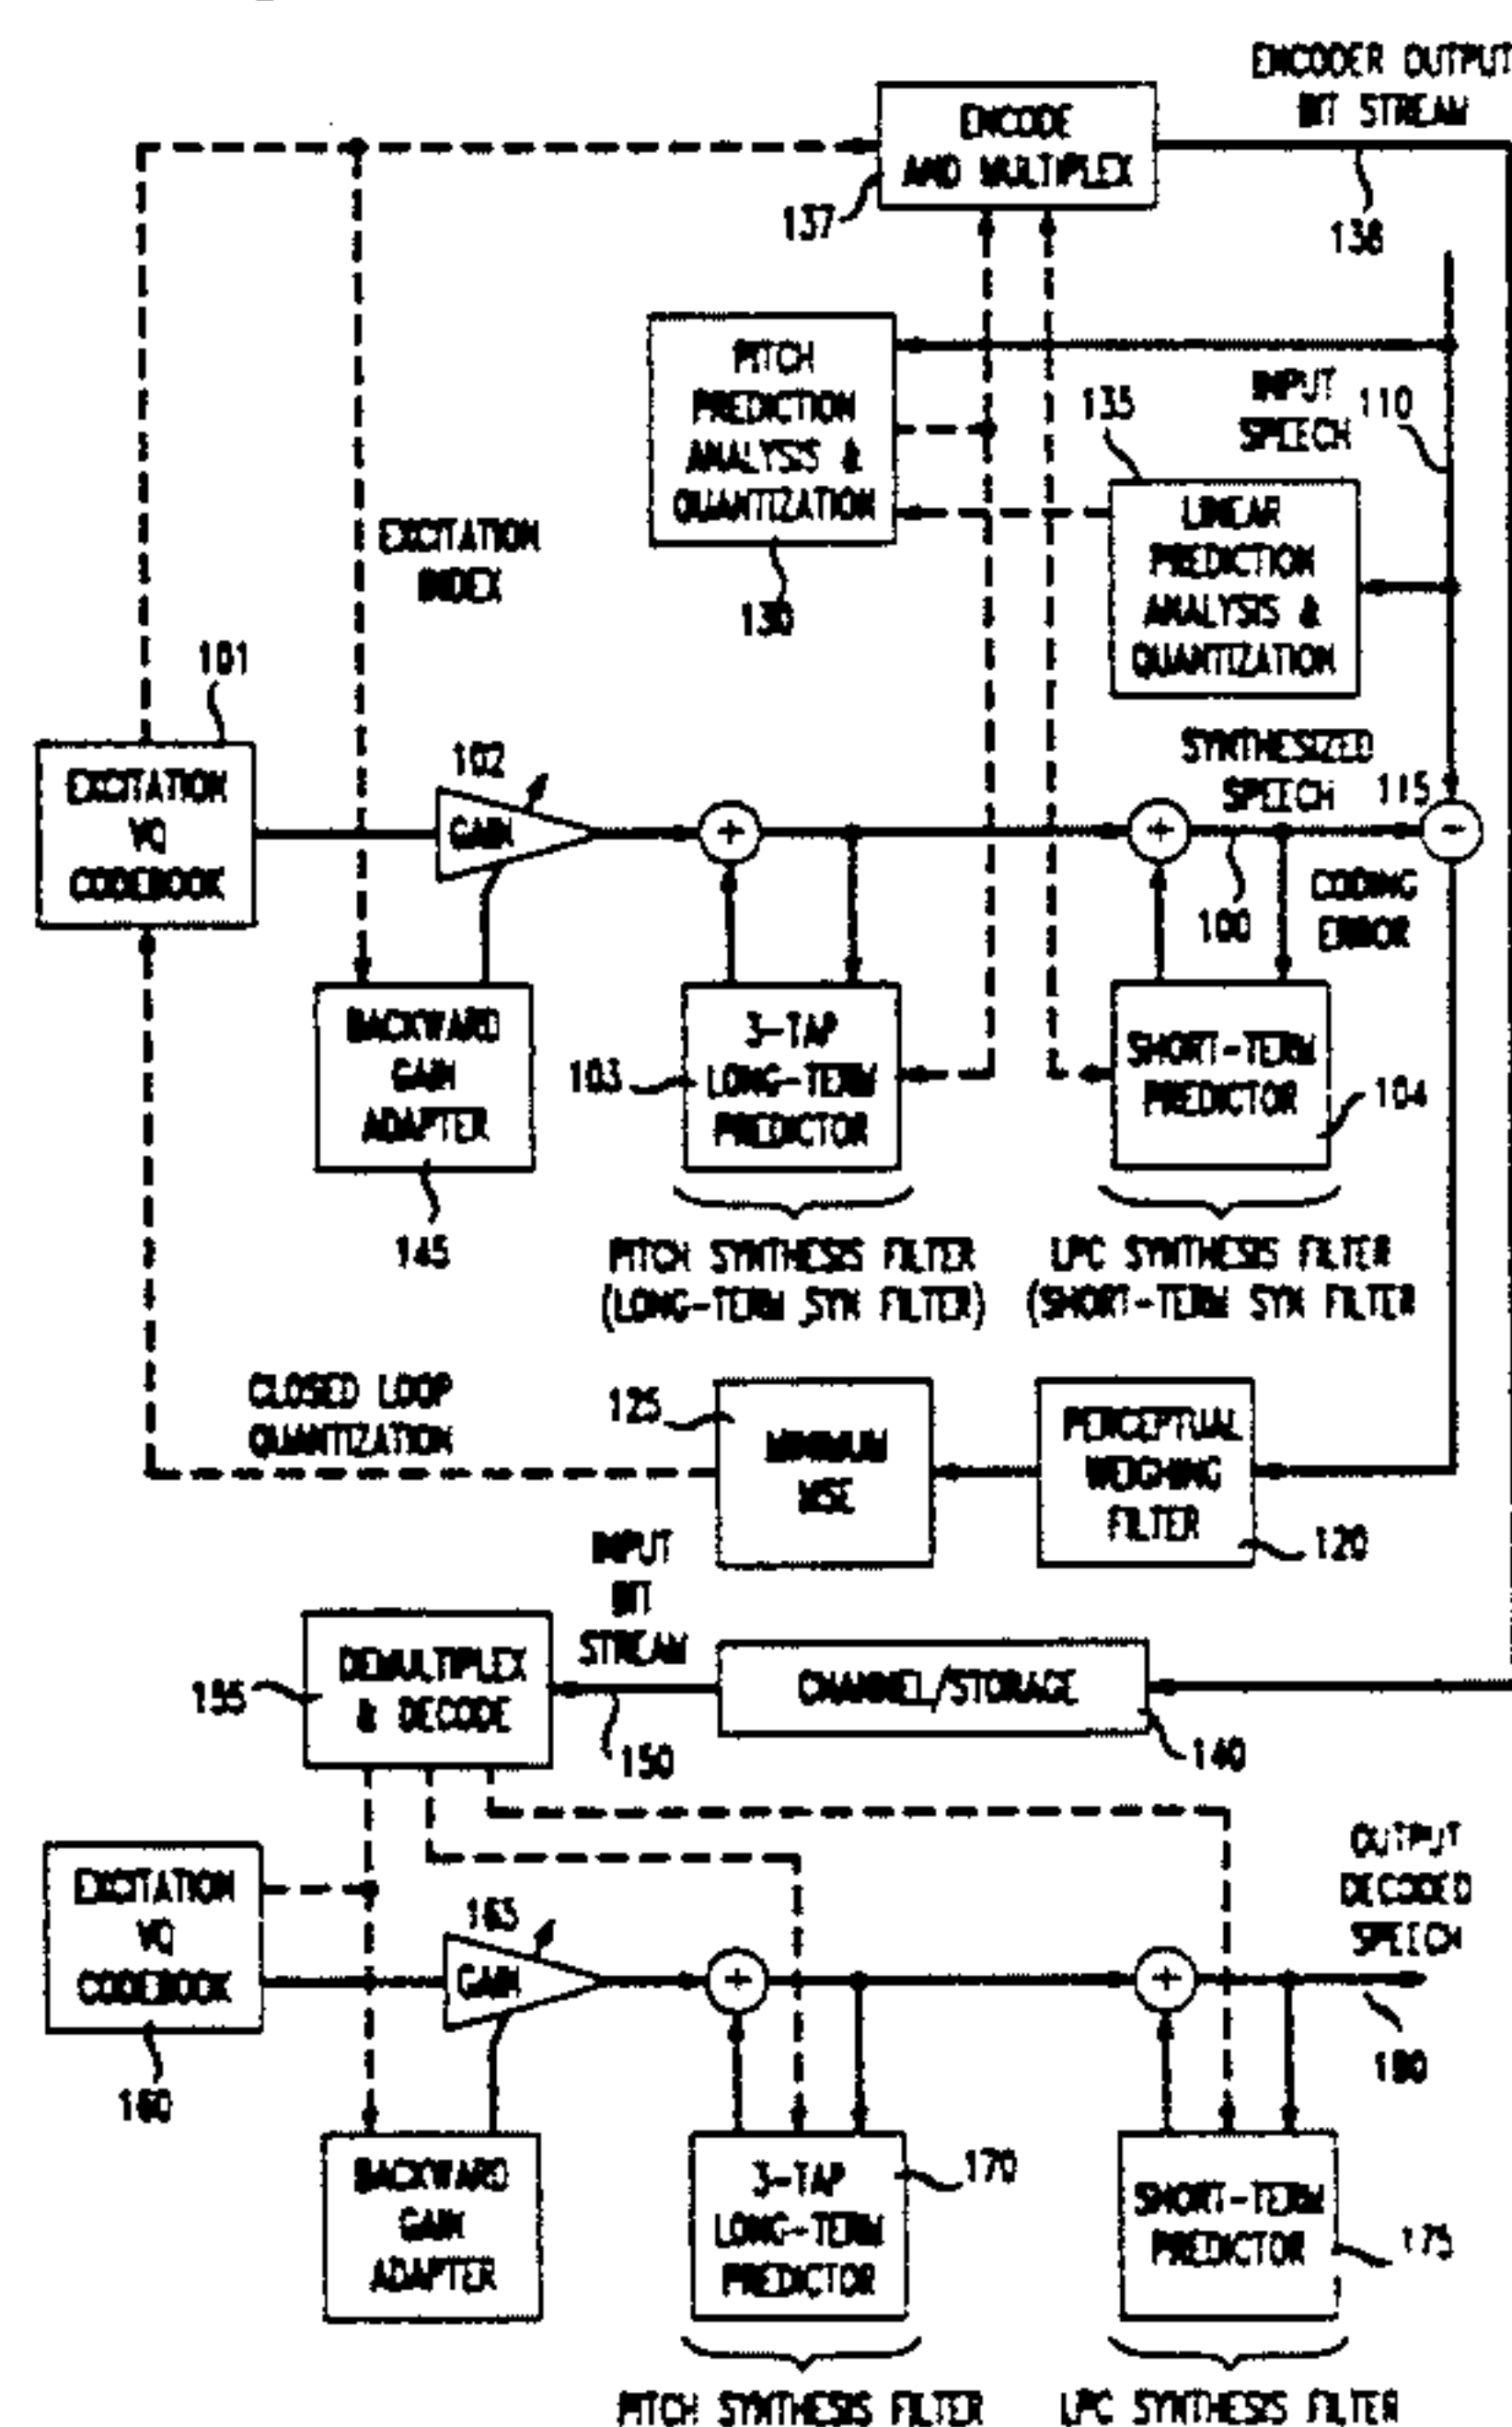 ENCODER OUTPUT
BIT STREAM
ENCODE
AND MULTIPLEX
137
138
PITCH
PREDICTION
ANALYSIS &
QUANTIZATION
130
INPUT
SPEECH
110
135
LINEAR
PREDICTION
ANALYSIS &
QUANTIZATION
EXCITATION
INDEX
101
EXCITATION
VQ
CODEBOOK
102
GAIN
+
+
SYNTHESIZED
SPEECH
115
-
100
CODING
ERROR
BACKWARD
GAIN
ADAPTER
145
103
3-TAP
LONG-TERM
PREDICTOR
SHORT-TERM
PREDICTOR
104
PITCH SYNTHESIS FILTER
(LONG-TERM SYN FILTER)
LPC SYNTHESIS FILTER
(SHORT-TERM SYN FILTER
CLOSED LOOP
QUANTIZATION
125
MINIMUM
MSE
PERCEPTUAL
WEIGHING
FILTER
120
INPUT
BIT
STREAM
155
DEMULTIPLEX
& DECODE
150
CHANNEL/STORAGE
140
EXCITATION
VQ
CODEBOOK
160
165
GAIN
+
+
OUTPUT
DECODED
SPEECH
180
BACKWARD
GAIN
ADAPTER
3-TAP
LONG-TERM
PREDICTOR
170
SHORT-TERM
PREDICTOR
175
PITCH SYNTHESIS FILTER
LPC SYNTHESIS FILTER